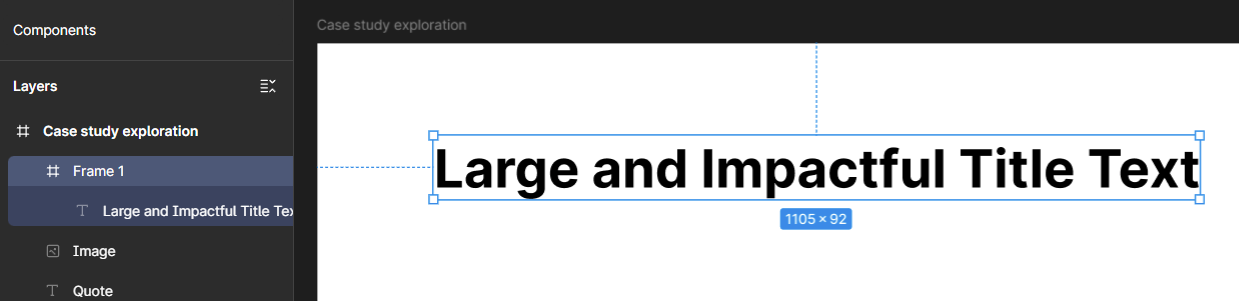 Components
Layers
Case study exploration
Frame 1
Large and Impactful Title Tex
Image
Quote
Case study exploration
Large and Impactful Title Text
1105 × 92